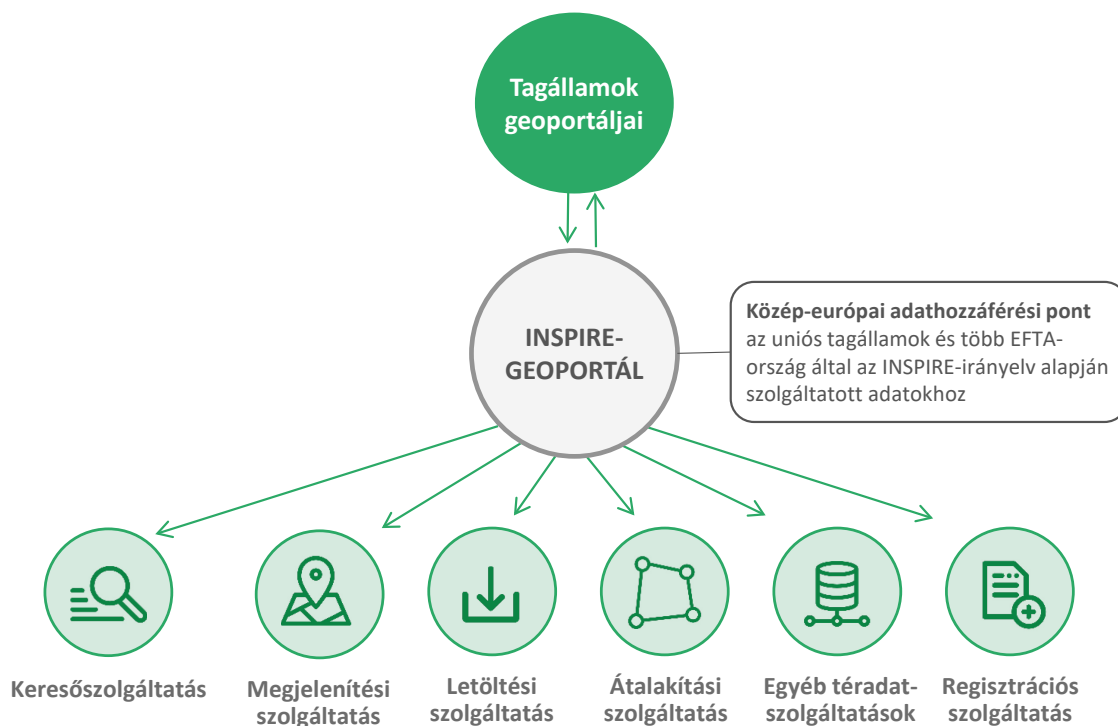 Tagállamok
geoportáljai
INSPIRE-
GEOPORTÁL
Közép-európai adathozzáférési pont
az uniós tagállamok és több EFTA-
ország által az INSPIRE-irányelv alapján
szolgáltatott adatokhoz
Keresőszolgáltatás
Megjelenítési
szolgáltatás
Letöltési
szolgáltatás
Átalakítási
szolgáltatás
Egyéb téradat-
szolgáltatások
Regisztrációs
szolgáltatás